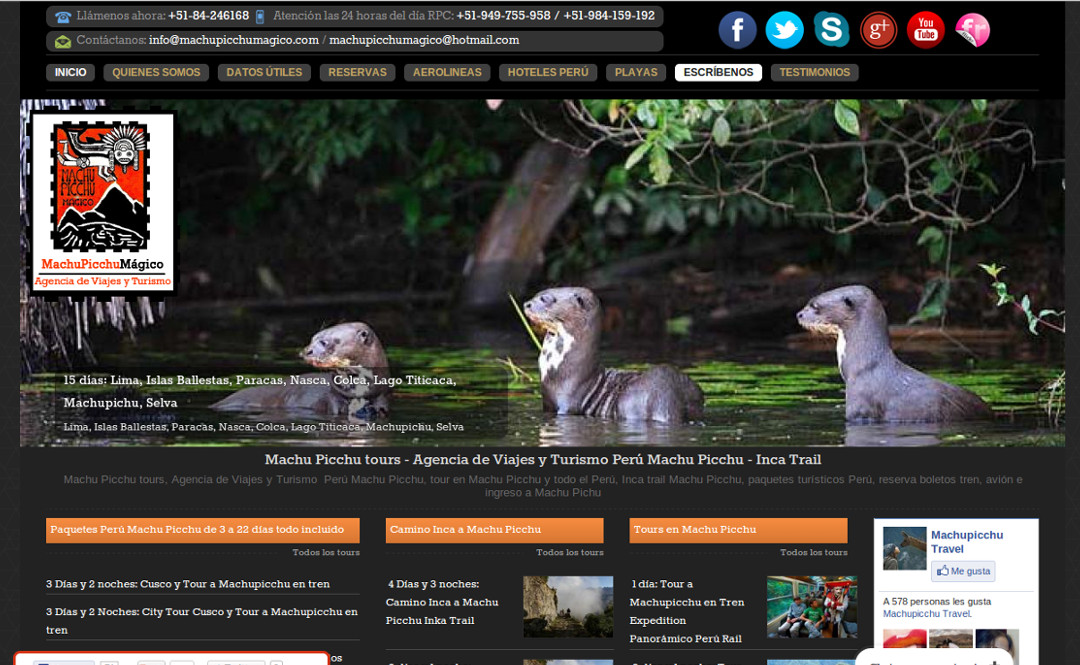 Llámenos ahora: +51-84-246168 Atención las 24 horas del día RPC: +51-949-755-958 / +51-984-159-192
Contáctanos: info@machupicchumagico.com / machupicchumagico@hotmail.com
INICIO QUIENES SOMOS DATOS ÚTILES RESERVAS AEROLINEAS HOTELES PERÚ PLAYAS ESCRÍBENOS TESTIMONIOS
You
Tube
MACHU
PICCHU
MÁGICO
MachuPicchuMágico
Agencia de Viajes y Turismo
15 días: Lima, Islas Ballestas, Paracas, Nasca, Colca, Lago Titicaca,
Machupichu, Selva
Lima, Islas Ballestas, Paracas, Nasca, Colca, Lago Titicaca, Machupichu, Selva
Machu Picchu tours - Agencia de Viajes y Turismo Perú Machu Picchu - Inca Trail
Machu Picchu tours, Agencia de Viajes y Turismo Perú Machu Picchu, tour en Machu Picchu y todo el Perú, Inca trail Machu Picchu, paquetes turísticos Perú, reserva boletos tren, avión e
ingreso a Machu Pichu
Paquetes Perú Machu Picchu de 3 a 22 días todo incluido
Todos los tours
3 Días y 2 noches: Cusco y Tour a Machupicchu en tren
3 Días y 2 Noches: City Tour Cusco y Tour a Machupicchu en
tren
Camino Inca a Machu Picchu
Todos los tours
4 Días y 3 noches:
Camino Inca a Machu
Picchu Inka Trail
Tours en Machu Picchu
Todos los tours
1 día: Tour a
Machupicchu en Tren
Expedition
Panorámico Perú Rail
Machupicchu
Travel
Me gusta
A 578 personas les gusta
Machupicchu Travel.